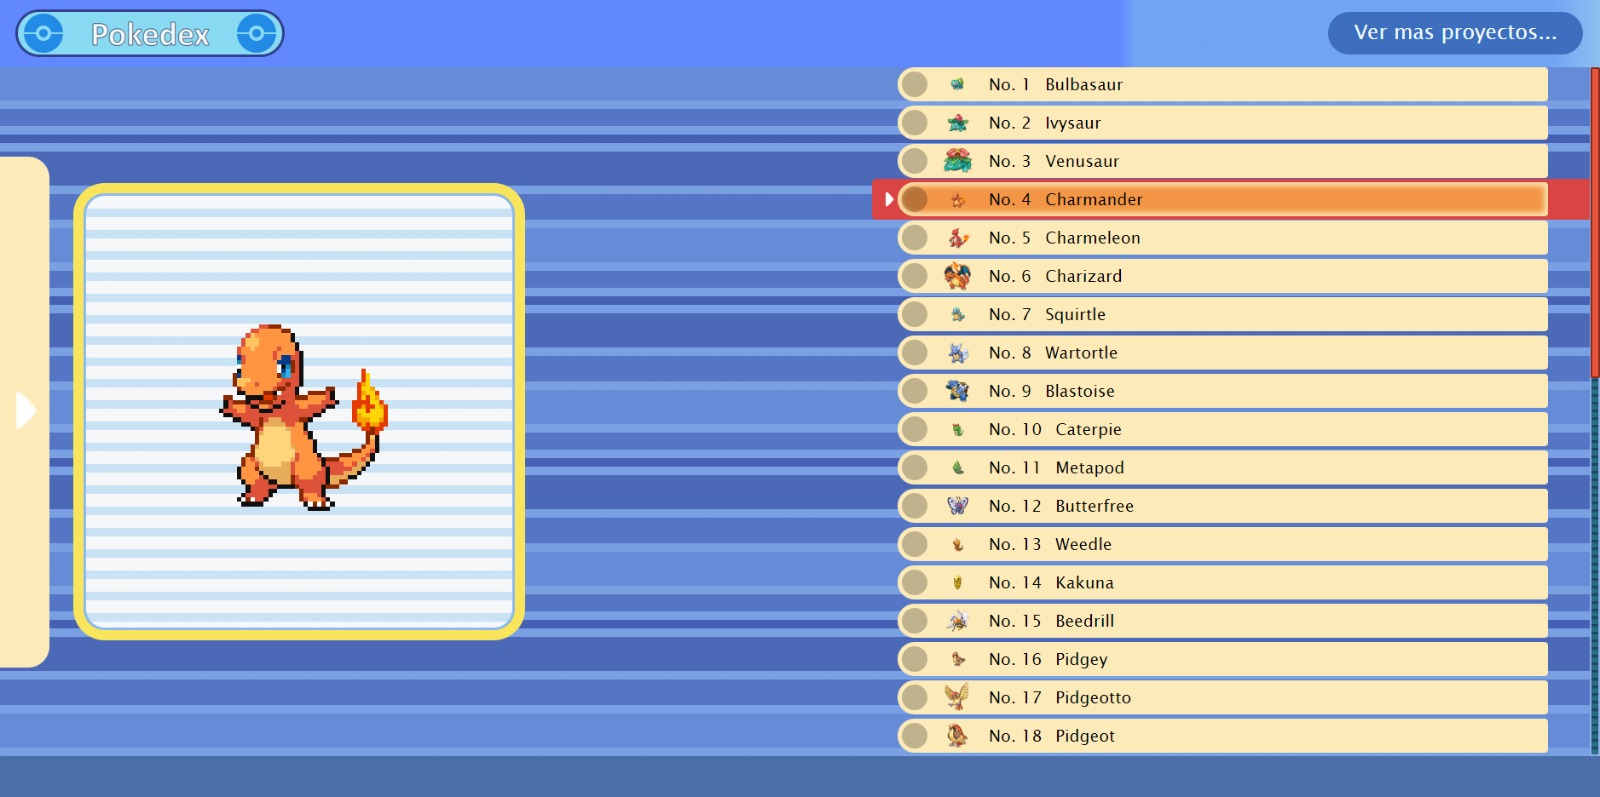 Pokedex
Ver mas proyectos...
No. 1 Bulbasaur
No. 2 Ivysaur
No. 3 Venusaur
No. 4 Charmander
No. 5 Charmeleon
No. 6 Charizard
No. 7 Squirtle
No. 8 Wartortle
No. 9 Blastoise
No. 10 Caterpie
No. 11 Metapod
No. 12 Butterfree
No. 13 Weedle
No. 14 Kakuna
No. 15 Beedrill
No. 16 Pidgey
No. 17 Pidgeotto
No. 18 Pidgeot